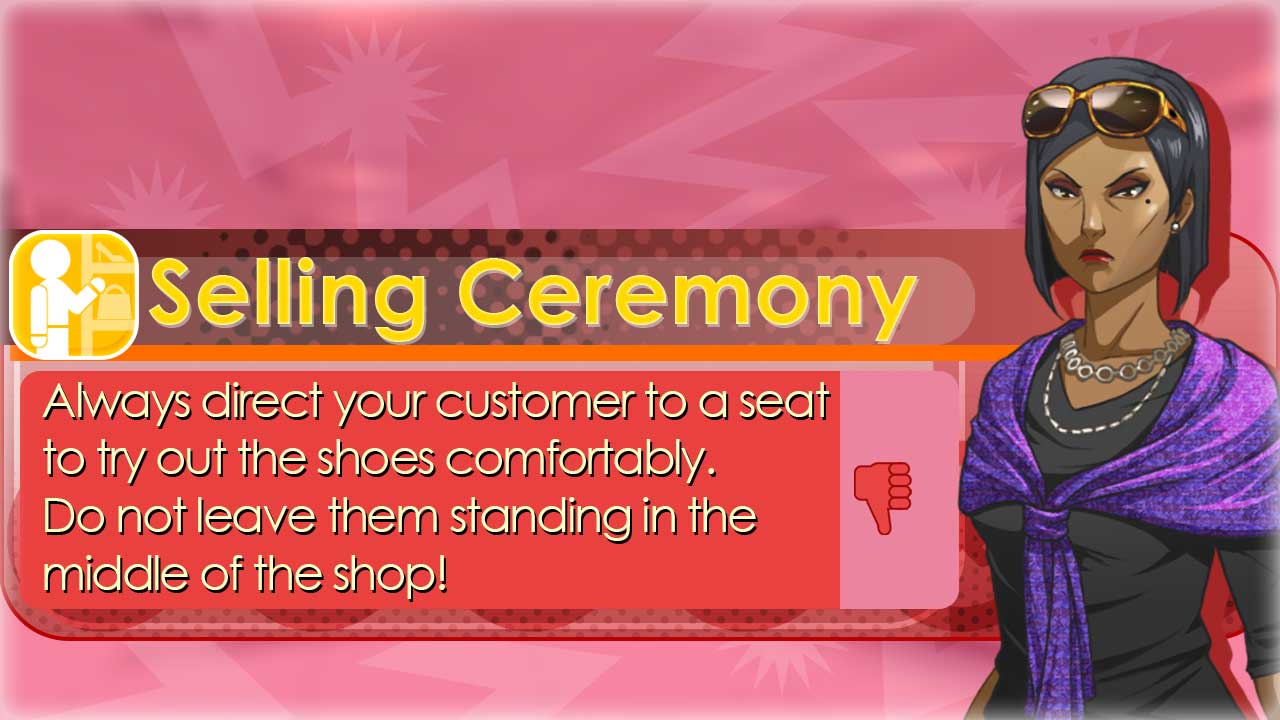 Selling Ceremony
Always direct your customer to a seat
to try out the shoes comfortably.
Do not leave them standing in the
middle of the shop!